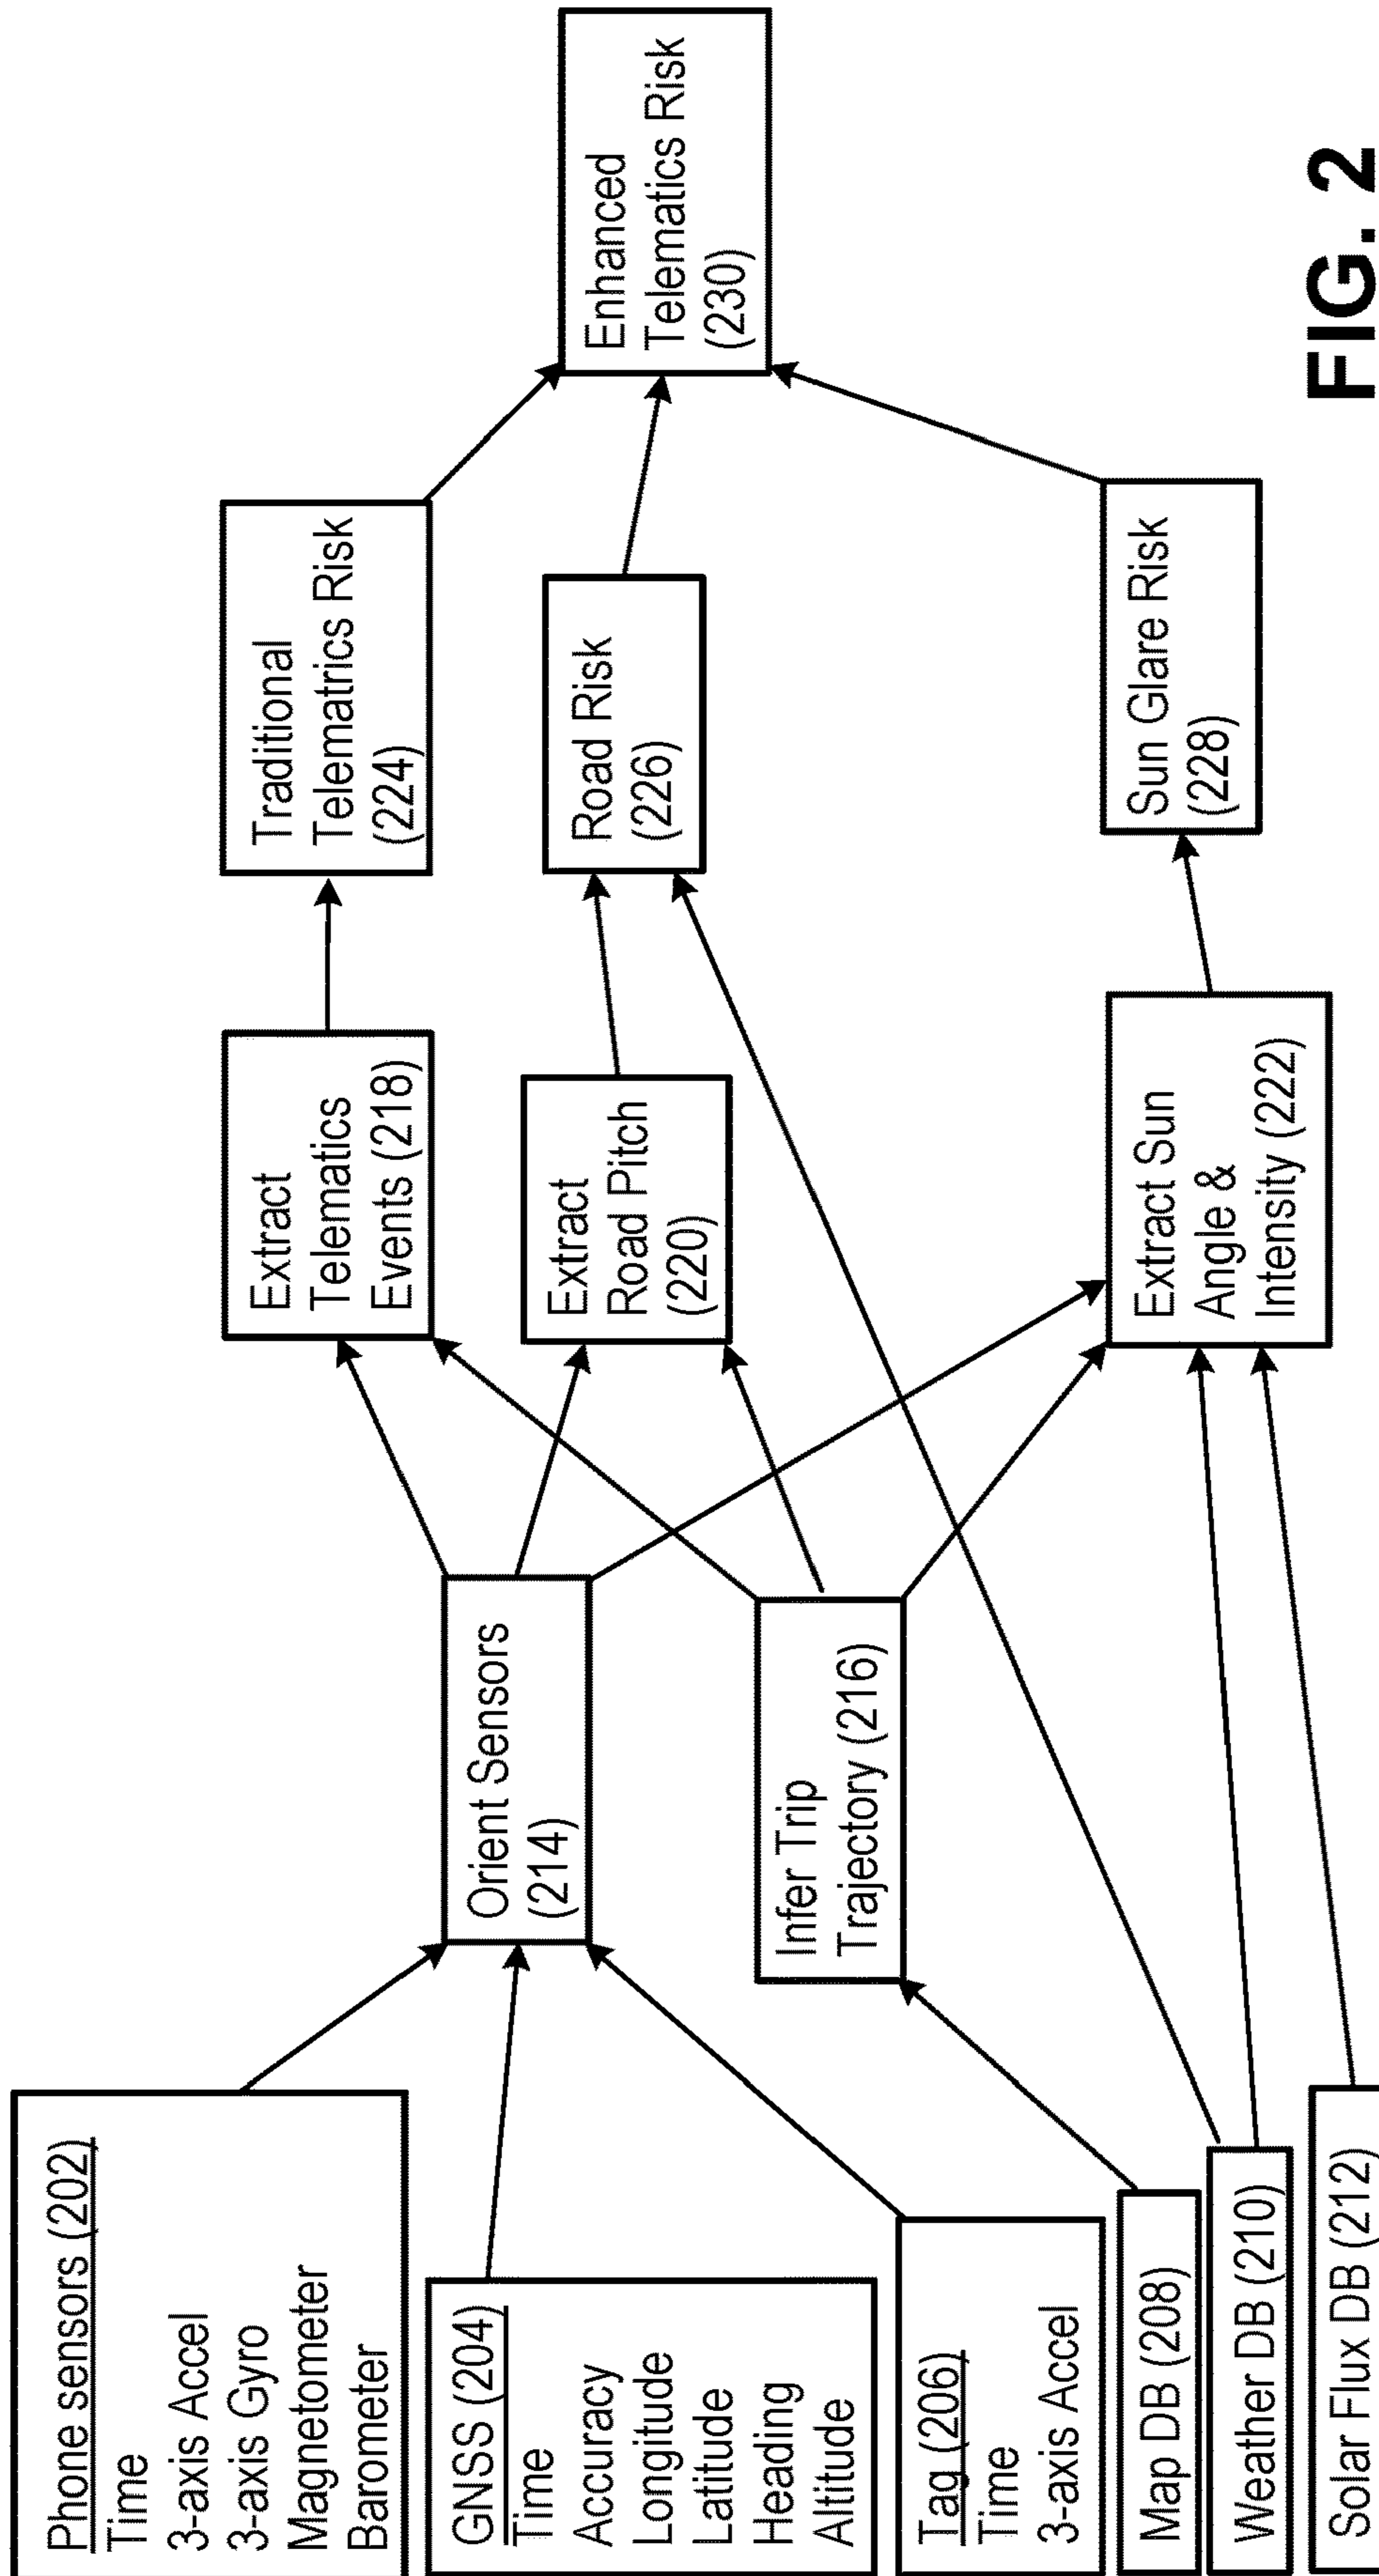 Phone sensors (202)
Time
3-axis Accel
3-axis Gyro
Magnetometer
Barometer
GNSS (204)
Time
Accuracy
Longitude
Latitude
Heading
Altitude
Tag (206)
Time
3-axis Accel
Map DB (208)
Weather DB (210)
Solar Flux DB (212)
Orient Sensors
(214)
Infer Trip
Trajectory (216)
Extract
Telematics
Events (218)
Extract
Road Pitch
(220)
Extract Sun
Angle &
Intensity (222)
Traditional
Telematrics Risk
(224)
Road Risk
(226)
Sun Glare Risk
(228)
Enhanced
Telematics Risk
(230)
FIG. 2